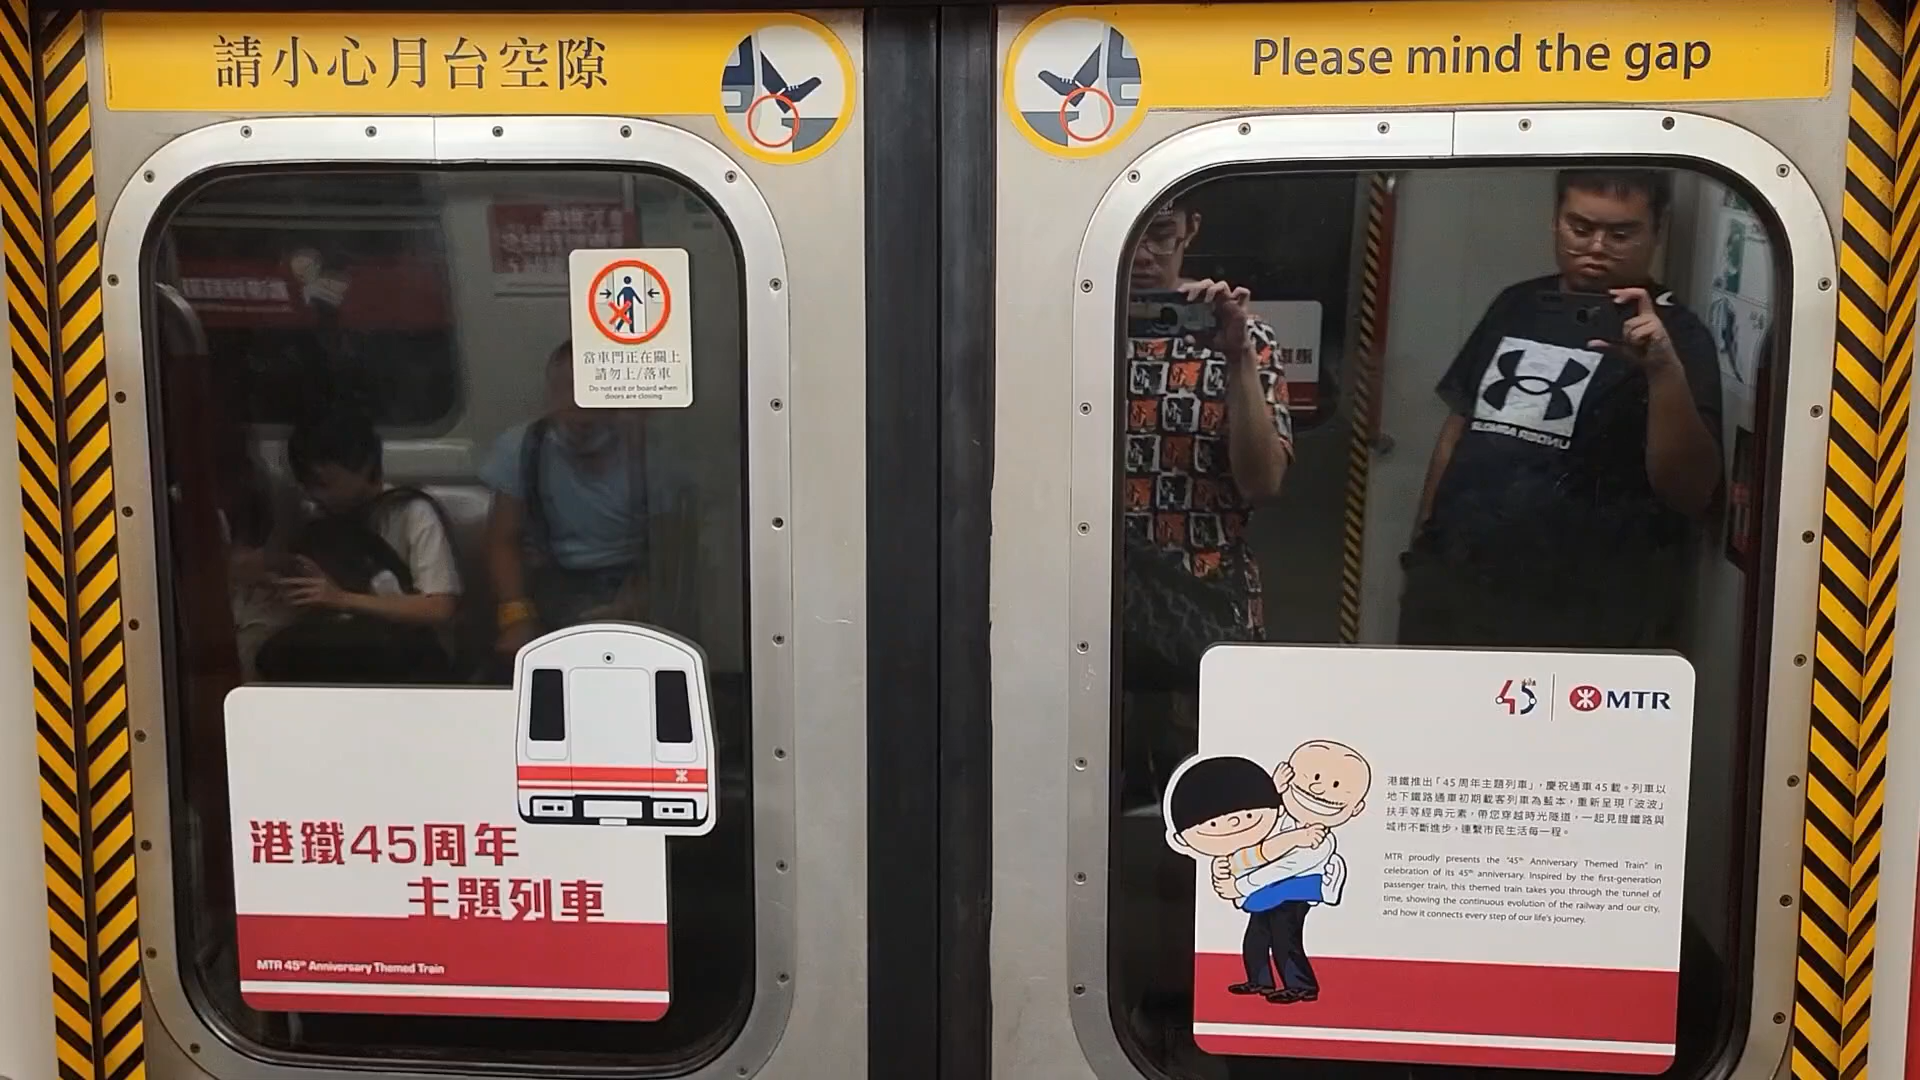 請小心月台空隙
Please mind the gap
當車門正在關上
請勿上/落車
Do not exit or board when
doors are closing
港鐵45周年
主題列車
MTR 45th Anniversary Themed Train
45
MTR
港鐵推出「45周年主題列車」，慶祝通車45載。列車以
地下鐵路通車初期載客列車為藍本，重新呈現「波波」
扶手等經典元素，帶您穿越時光隧道，一起見證鐵路與
城市不斷進步，連繫市民生活每一程。
MTR proudly presents the "45th Anniversary Themed Train" in
celebration of its 45th anniversary. Inspired by the first-generation
passenger train, this themed train takes you through the tunnel of
time, showing the continuous evolution of the railway and our city,
and how it connects every step of our life's journey.
UNDER ARMOUR